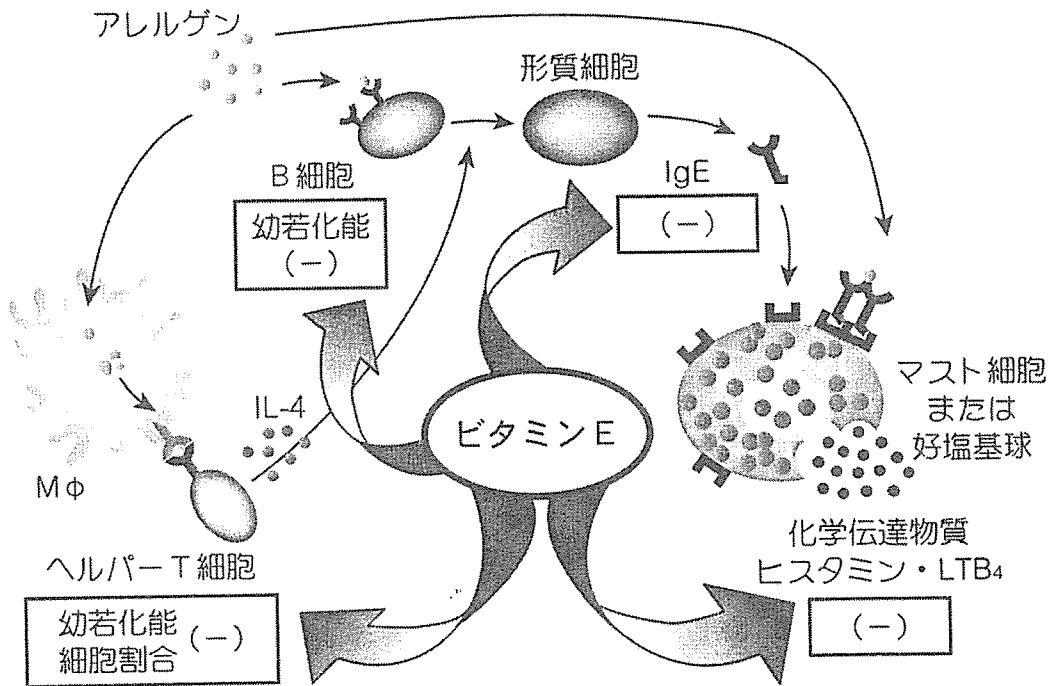 アレルゲン
形質細胞
B細胞
幼若化能
(−)
IgE
(−)
IL-4
MΦ
ビタミンE
マスト細胞
または
好塩基球
ヘルパーT細胞
幼若化能
細胞割合
(−)
化学伝達物質
ヒスタミン・LTB₄
(−)